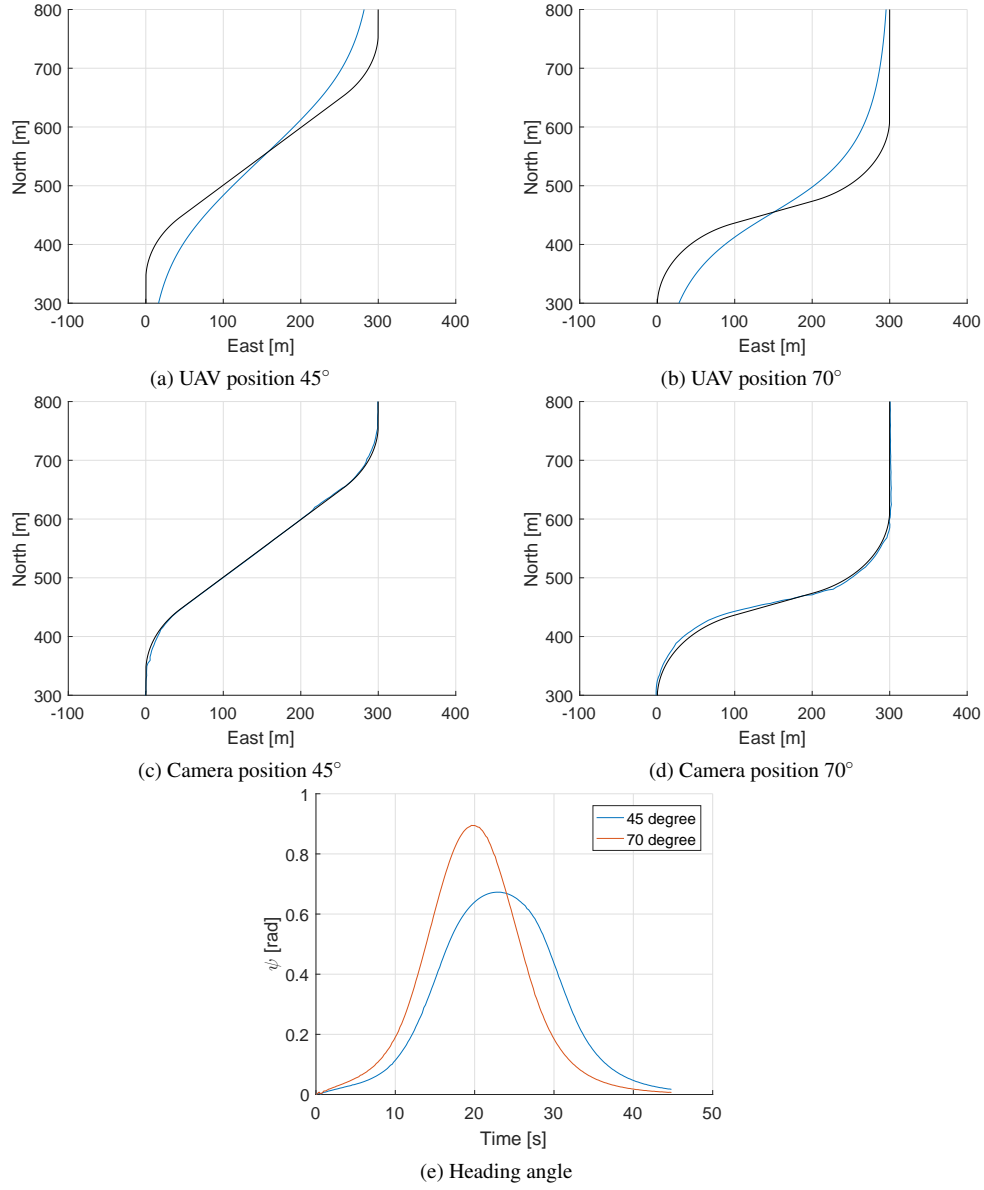 800
700
600
500
400
300
North [m]
-100 0 100 200 300 400
East [m]
(a) UAV position 45°
800
700
600
500
400
300
North [m]
-100 0 100 200 300 400
East [m]
(b) UAV position 70°
800
700
600
500
400
300
North [m]
-100 0 100 200 300 400
East [m]
(c) Camera position 45°
800
700
600
500
400
300
North [m]
-100 0 100 200 300 400
East [m]
(d) Camera position 70°
1
0.8
0.6
0.4
0.2
0
ψ [rad]
45 degree
70 degree
0 10 20 30 40 50
Time [s]
(e) Heading angle